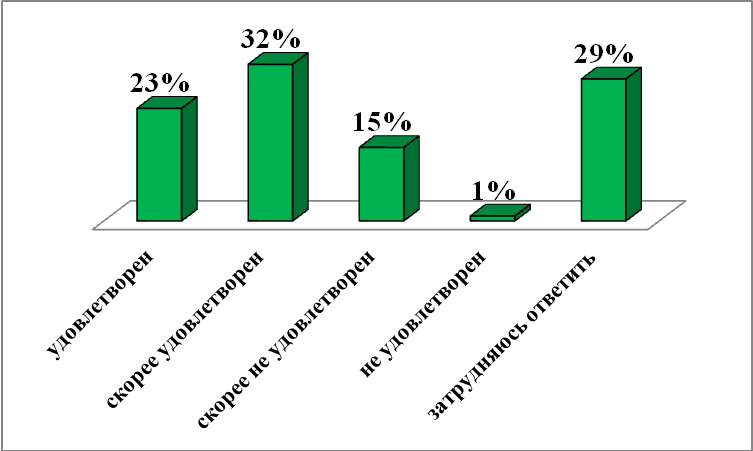 23%
32%
15%
1%
29%
удовлетворен
скорее удовлетворен
скорее не удовлетворен
не удовлетворен
затрудняюсь ответить